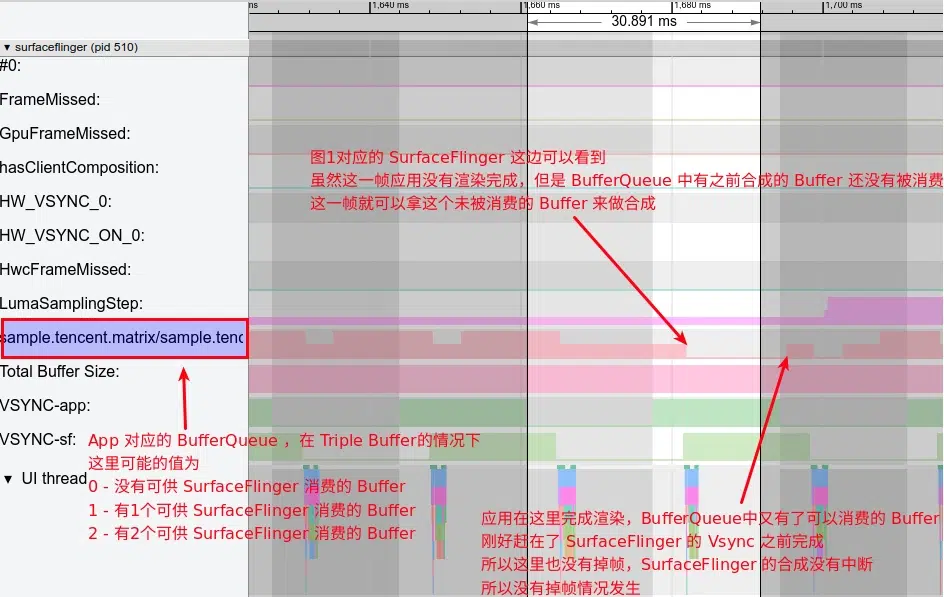 ns
1,640 ms
1,660 ms
1,680 ms
1,700 ms
30.891 ms
▼ surfaceflinger (pid 510)
#0:
FrameMissed:
GpuFrameMissed:
hasClientComposition:
HW_VSYNC_0:
HW_VSYNC_ON_0:
HwcFrameMissed:
LumaSamplingStep:
sample.tencent.matrix/sample.tenc
Total Buffer Size:
VSYNC-app:
VSYNC-sf:
▼ UI thread
图1对应的 SurfaceFlinger 这边可以看到
虽然这一帧应用没有渲染完成，但是 BufferQueue 中有之前合成的 Buffer 还没有被消费
这一帧就可以拿这个未被消费的 Buffer 来做合成
App 对应的 BufferQueue ，在 Triple Buffer的情况下
这里可能的值为
0 - 没有可供 SurfaceFlinger 消费的 Buffer
1 - 有1个可供 SurfaceFlinger 消费的 Buffer
2 - 有2个可供 SurfaceFlinger 消费的 Buffer
应用在这里完成渲染，BufferQueue中又有了可以消费的 Buffer
刚好赶在了 SurfaceFlinger 的 Vsync 之前完成
所以这里也没有掉帧，SurfaceFlinger 的合成没有中断
所以没有掉帧情况发生